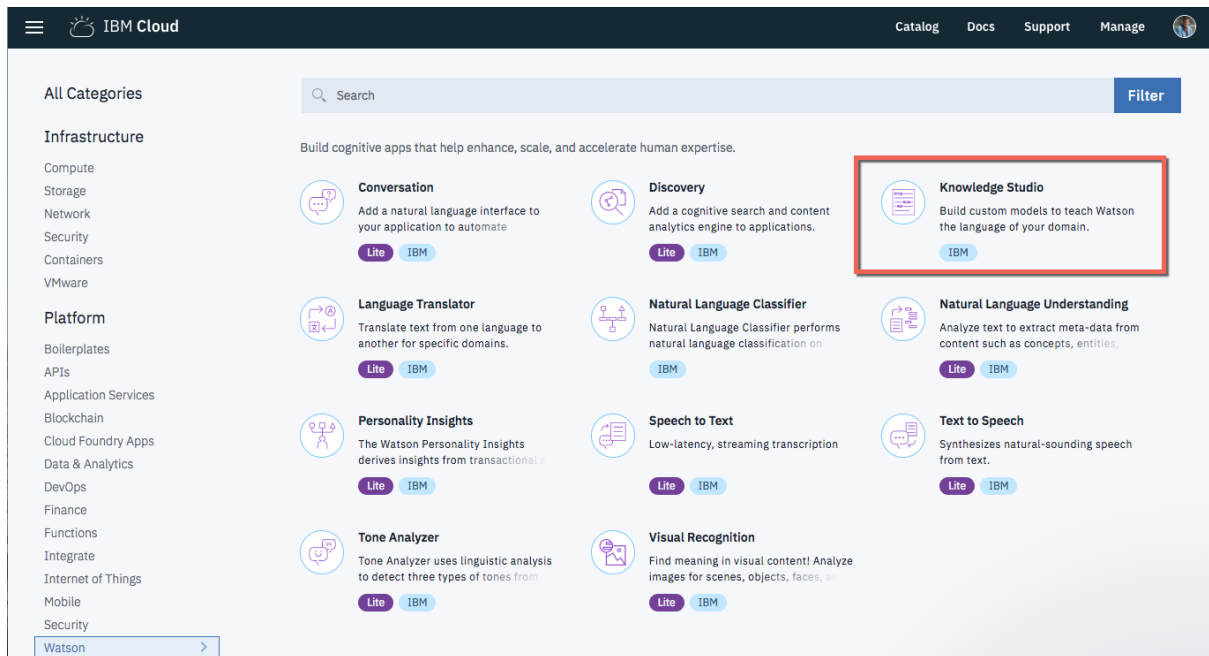 IBM Cloud
Catalog
Docs
Support
Manage
All Categories
Infrastructure
Compute
Storage
Network
Security
Containers
VMware
Platform
Boilerplates
APIs
Application Services
Blockchain
Cloud Foundry Apps
Data & Analytics
DevOps
Finance
Functions
Integrate
Internet of Things
Mobile
Security
Watson
Search
Filter
Build cognitive apps that help enhance, scale, and accelerate human expertise.
Conversation
Add a natural language interface to
your application to automate
Lite IBM
Discovery
Add a cognitive search and content
analytics engine to applications.
Lite IBM
Knowledge Studio
Build custom models to teach Watson
the language of your domain.
IBM
Language Translator
Translate text from one language to
another for specific domains.
Lite IBM
Natural Language Classifier
Natural Language Classifier performs
natural language classification on
IBM
Natural Language Understanding
Analyze text to extract meta-data from
content such as concepts, entities,
Lite IBM
Personality Insights
The Watson Personality Insights
derives insights from transactional
Lite IBM
Speech to Text
Low-latency, streaming transcription
Lite IBM
Text to Speech
Synthesizes natural-sounding speech
from text.
Lite IBM
Tone Analyzer
Tone Analyzer uses linguistic analysis
to detect three types of tones from
Lite IBM
Visual Recognition
Find meaning in visual content! Analyze
images for scenes, objects, faces,
Lite IBM